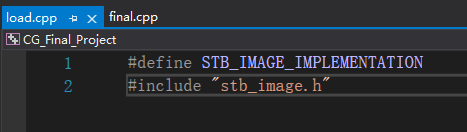 load.cpp final.cpp
CG_Final_Project
1 #define STB_IMAGE_IMPLEMENTATION
2 #include "stb_image.h"